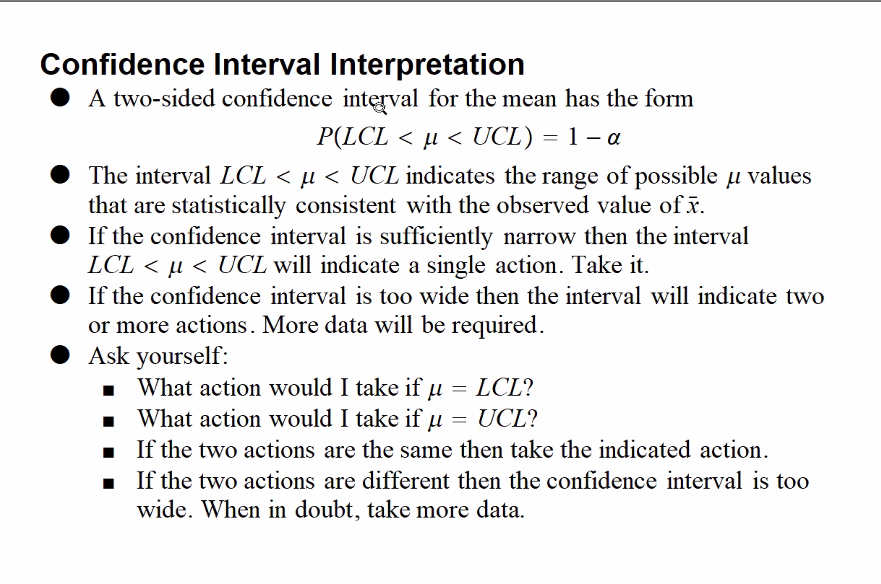 Confidence Interval Interpretation
● A two-sided confidence interval for the mean has the form
P(LCL < μ < UCL) = 1 − α
● The interval LCL < μ < UCL indicates the range of possible μ values
that are statistically consistent with the observed value of x̄.
● If the confidence interval is sufficiently narrow then the interval
LCL < μ < UCL will indicate a single action. Take it.
● If the confidence interval is too wide then the interval will indicate two
or more actions. More data will be required.
● Ask yourself:
■ What action would I take if μ = LCL?
■ What action would I take if μ = UCL?
■ If the two actions are the same then take the indicated action.
■ If the two actions are different then the confidence interval is too
wide. When in doubt, take more data.